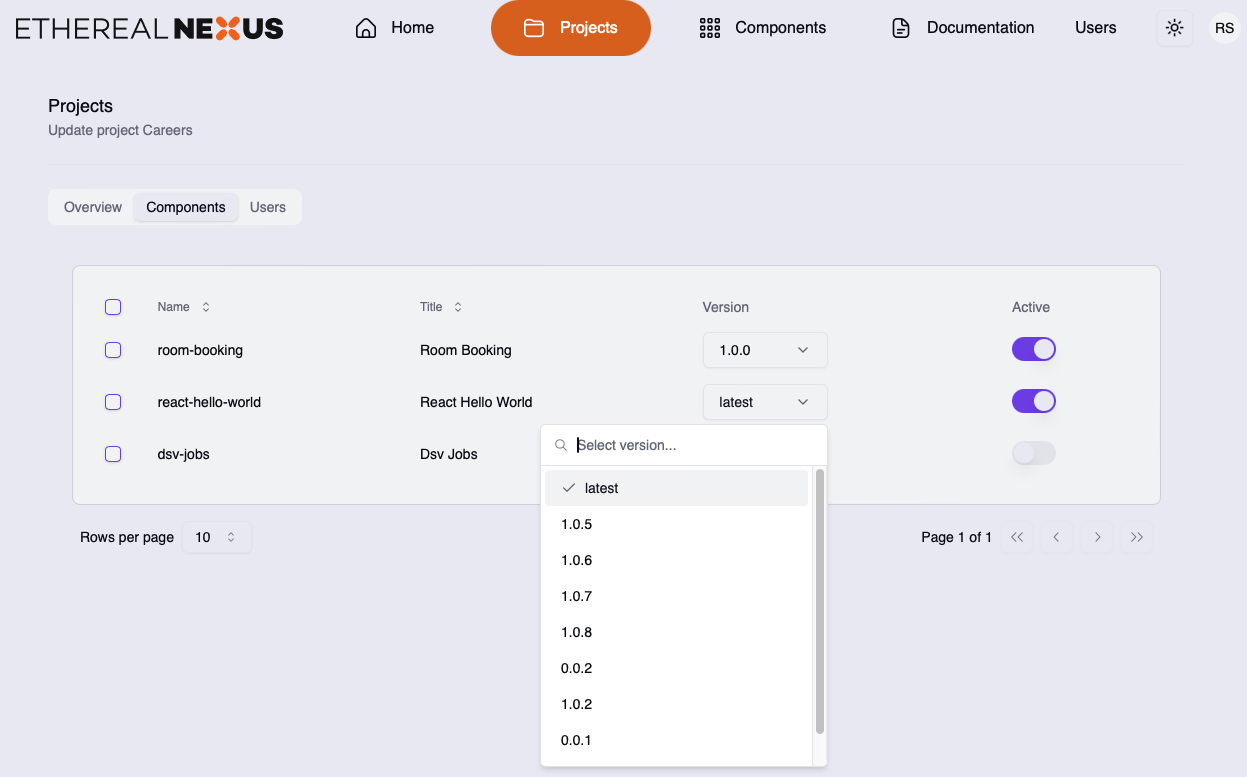 ETHEREAL NEXUS
Home
Projects
Components
Documentation
Users
RS
Projects
Update project Careers
Overview
Components
Users
Name
Title
Version
Active
room-booking
Room Booking
1.0.0
react-hello-world
React Hello World
latest
dsv-jobs
Dsv Jobs
Select version...
latest
1.0.5
1.0.6
1.0.7
1.0.8
0.0.2
1.0.2
0.0.1
Rows per page
10
Page 1 of 1